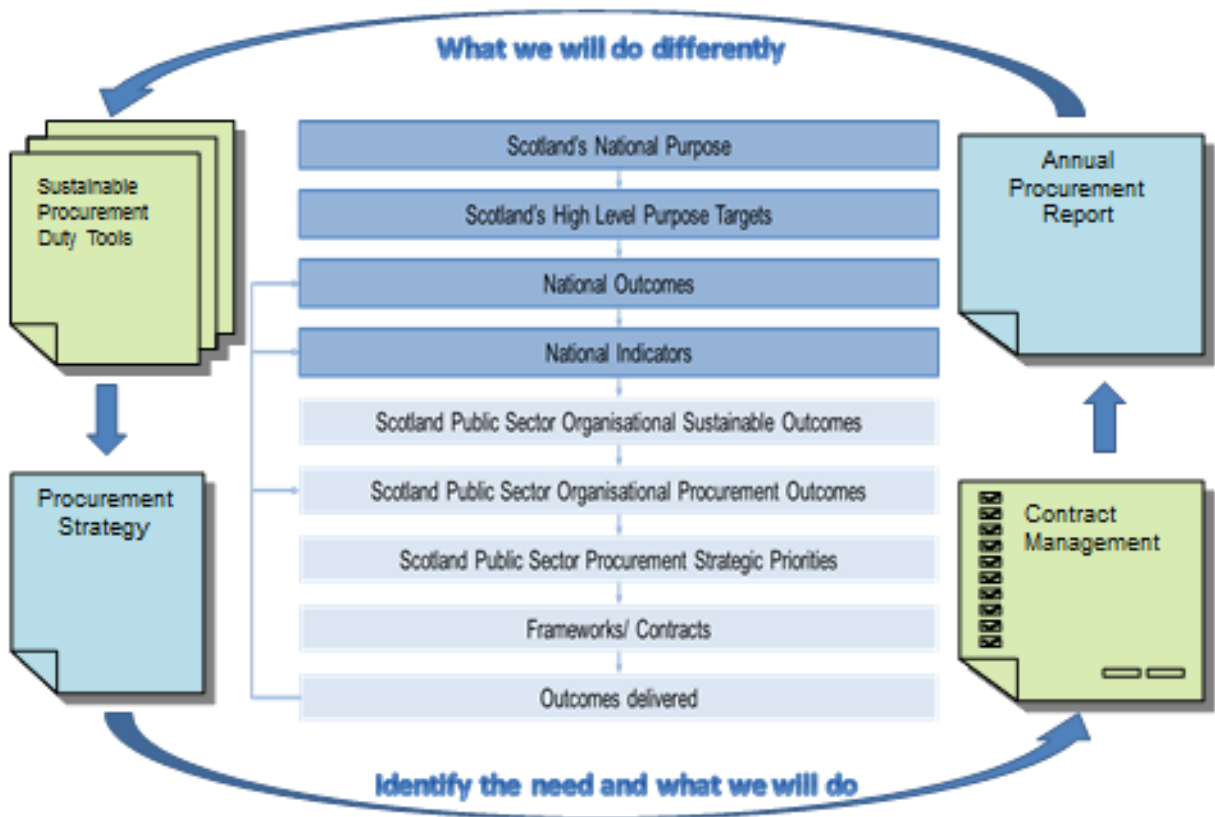 What we will do differently
Sustainable
Procurement
Duty Tools
Scotland's National Purpose
Scotland's High Level Purpose Targets
National Outcomes
National Indicators
Scotland Public Sector Organisational Sustainable Outcomes
Scotland Public Sector Organisational Procurement Outcomes
Scotland Public Sector Procurement Strategic Priorities
Frameworks/ Contracts
Outcomes delivered
Annual
Procurement
Report
Procurement
Strategy
Contract
Management
Identify the need and what we will do